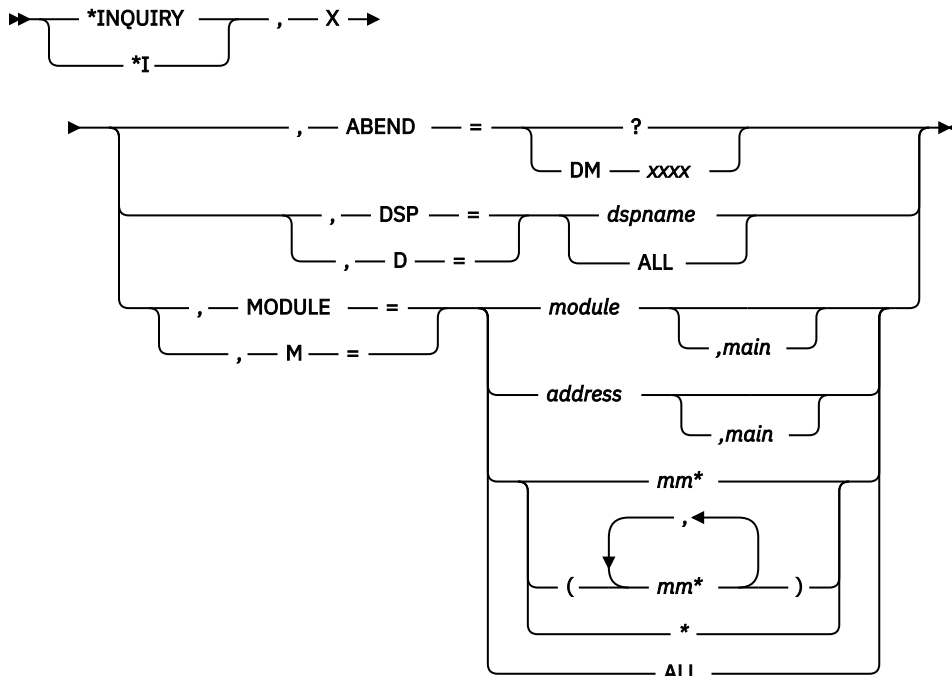 *INQUIRY , X
*I
, ABEND = ?
DM xxxx
, DSP = dspname
, D = ALL
, MODULE = module
,main
, M =
address
,main
mm*
,
( mm* )
*
ALL